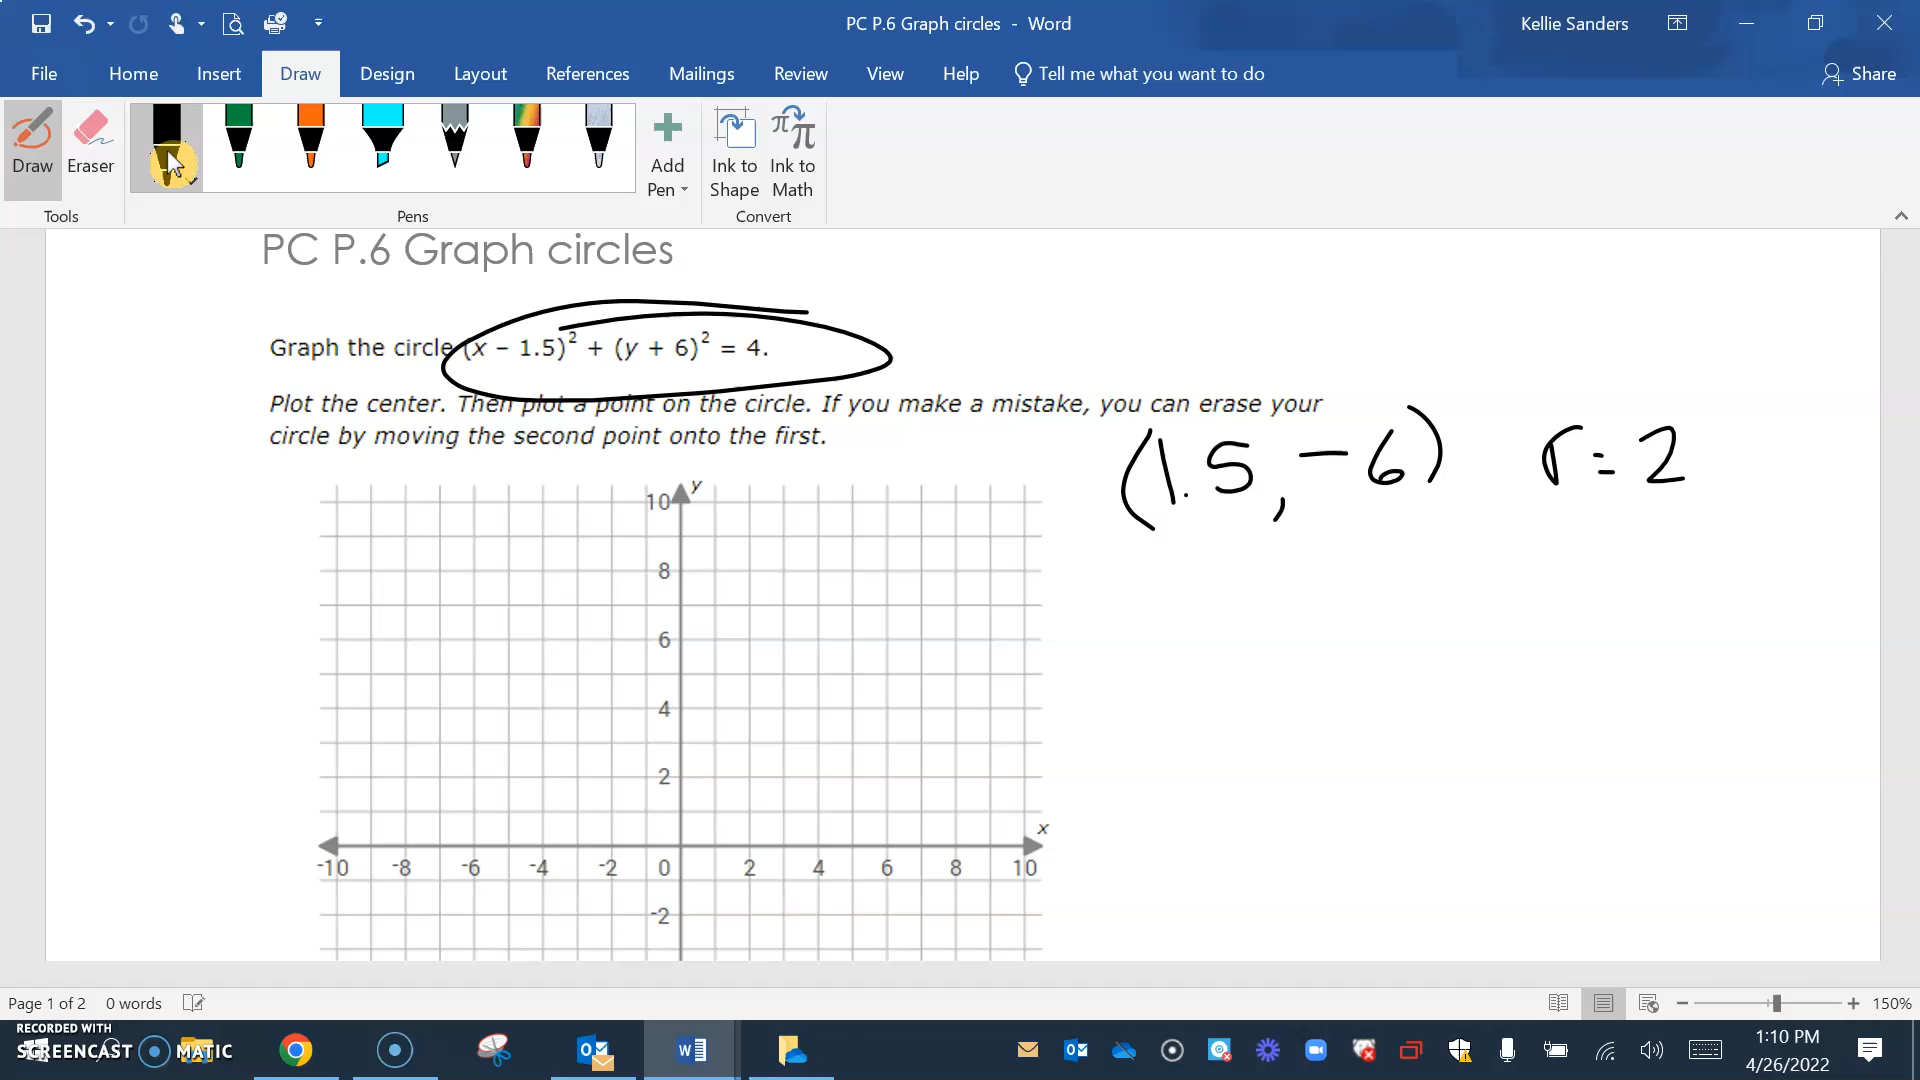 PC P.6 Graph circles - Word
Kellie Sanders
File Home Insert Draw Design Layout References Mailings Review View Help Tell me what you want to do Share
Draw Eraser
Add Pen
Ink to Shape
Ink to Math
Tools Pens Convert
PC P.6 Graph circles
Graph the circle (x – 1.5)² + (y + 6)² = 4.
Plot the center. Then plot a point on the circle. If you make a mistake, you can erase your
circle by moving the second point onto the first.
(1.5, -6) r = 2
y
10
8
6
4
2
x
-10 -8 -6 -4 -2 0 2 4 6 8 10
-2
Page 1 of 2 0 words 150%
RECORDED WITH
SCREENCAST MATIC
1:10 PM
4/26/2022